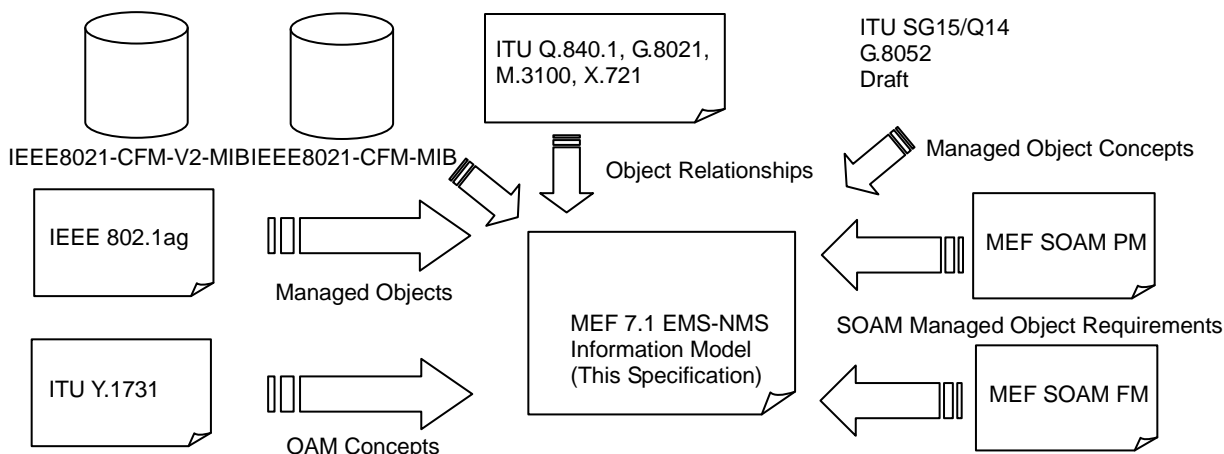 ITU Q.840.1, G.8021,
M.3100, X.721
ITU SG15/Q14
G.8052
Draft
IEEE8021-CFM-V2-MIB
IEEE8021-CFM-MIB
Object Relationships
Managed Object Concepts
IEEE 802.1ag
Managed Objects
MEF SOAM PM
MEF 7.1 EMS-NMS
Information Model
(This Specification)
SOAM Managed Object Requirements
ITU Y.1731
OAM Concepts
MEF SOAM FM